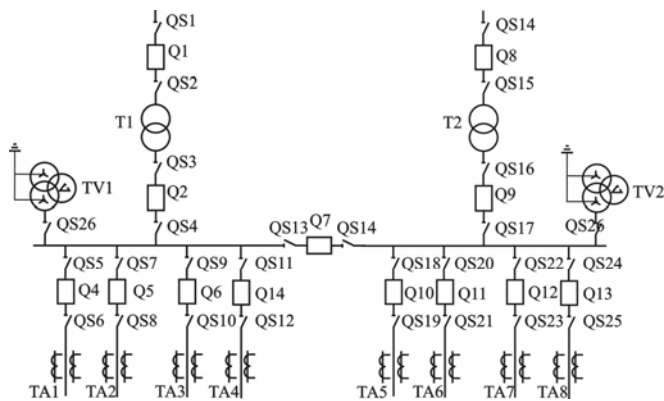 QS1 QS14
Q1 Q8
QS2 QS15
T1 T2
QS3 QS16
TV1 Q2 Q9 TV2
QS26 QS4 QS13 Q7 QS14 QS17 QS26
QS5 QS7 QS9 QS11 QS18 QS20 QS22 QS24
Q4 Q5 Q6 Q14 Q10 Q11 Q12 Q13
QS6 QS8 QS10 QS12 QS19 QS21 QS23 QS25
TA1 TA2 TA3 TA4 TA5 TA6 TA7 TA8